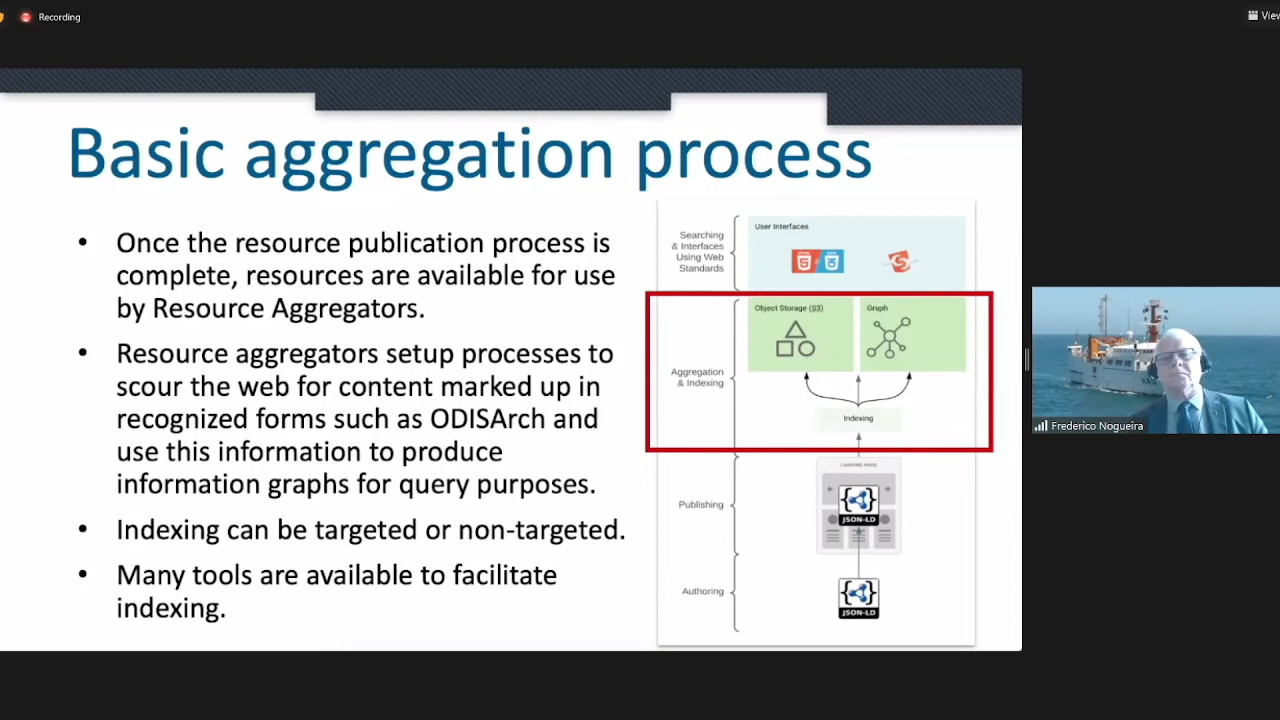 Recording
View
Basic aggregation process
• Once the resource publication process is
complete, resources are available for use
by Resource Aggregators.
• Resource aggregators setup processes to
scour the web for content marked up in
recognized forms such as ODISArch and
use this information to produce
information graphs for query purposes.
• Indexing can be targeted or non-targeted.
• Many tools are available to facilitate
indexing.
Searching
& Interfaces
Using Web
Standards
User Interfaces
HTML
5
CSS
3
Object Storage (S3)
Graph
Aggregation
& Indexing
Indexing
LANDING PAGE
Publishing
JSON-LD
Authoring
JSON-LD
Frederico Nogueira